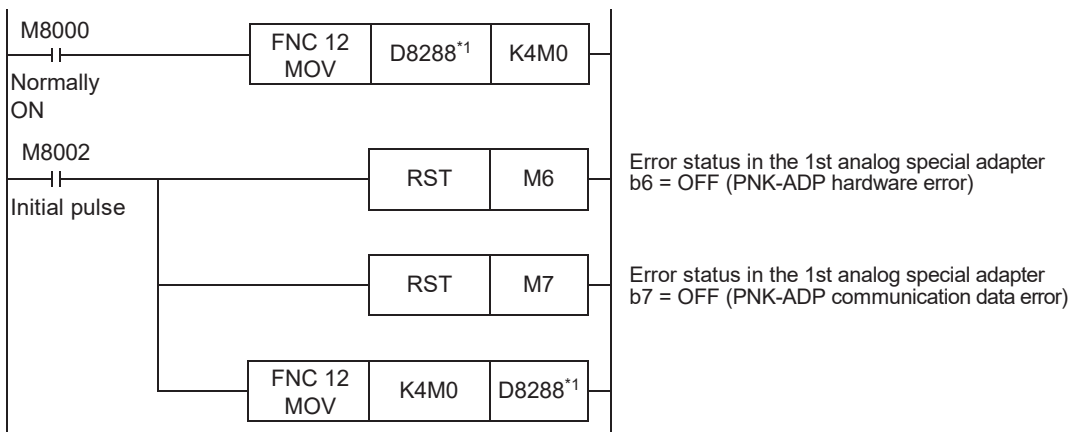 M8000
FNC 12
MOV
D8288*1
K4M0
Normally
ON
M8002
RST
M6
Error status in the 1st analog special adapter
b6 = OFF (PNK-ADP hardware error)
Initial pulse
RST
M7
Error status in the 1st analog special adapter
b7 = OFF (PNK-ADP communication data error)
FNC 12
MOV
K4M0
D8288*1